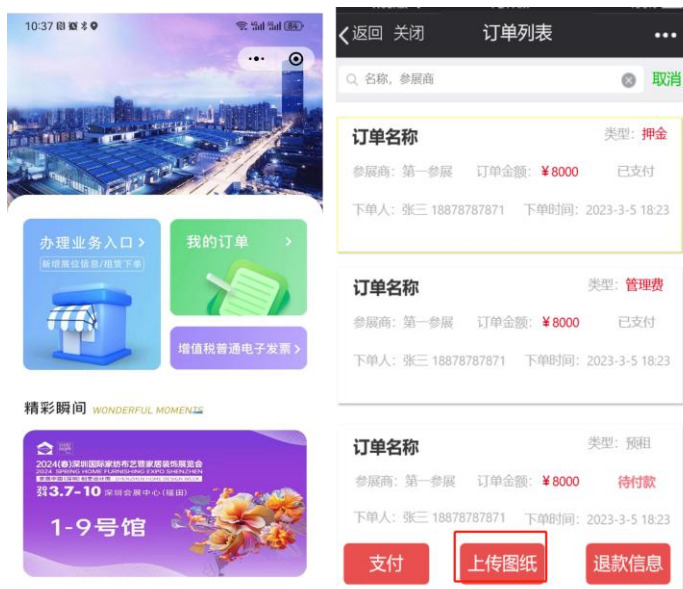 10:37
84
办理业务入口>
新增展位信息/租赁下单
我的订单 >
增值税普通电子发票>
精彩瞬间 WONDERFUL MOMENTS
2024(春)深圳国际家纺布艺暨家居装饰展览会
2024 SPRING HOME FURNISHING EXPO SHENZHEN
3.7-10 深圳会展中心(福田)
1-9号馆
返回 关闭 订单列表
名称，参展商 取消
订单名称 类型：押金
参展商：第一参展 订单金额：¥8000 已支付
下单人：张三 18878787871 下单时间：2023-3-5 18:23
订单名称 类型：管理费
参展商：第一参展 订单金额：¥8000 已支付
下单人：张三 18878787871 下单时间：2023-3-5 18:23
订单名称 类型：预租
参展商：第一参展 订单金额：¥8000 待付款
下单人：张三 18878787871 下单时间：2023-3-5 18:23
支付 上传图纸 退款信息